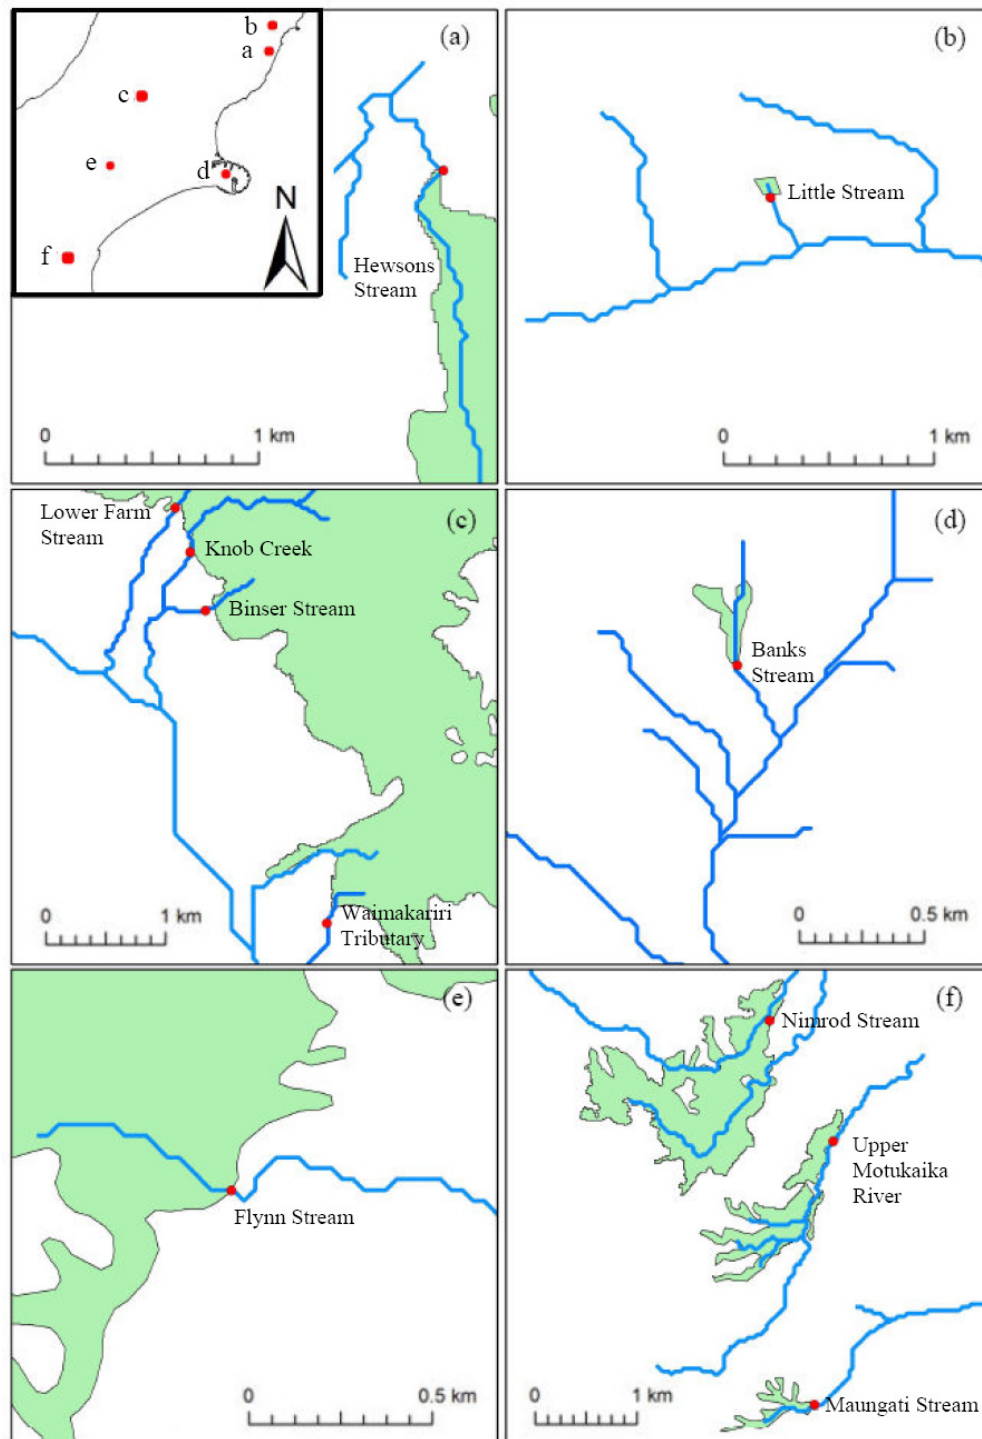 b
a
c
e
d
f
N
(a)
Hewsons
Stream
0 1 km
(b)
Little Stream
0 1 km
(c)
Lower Farm
Stream
Knob Creek
Binser Stream
Waimakariri
Tributary
0 1 km
(d)
Banks
Stream
0 0.5 km
(e)
Flynn Stream
0 0.5 km
(f)
Nimrod Stream
Upper
Motukaika
River
Maungati Stream
0 1 km